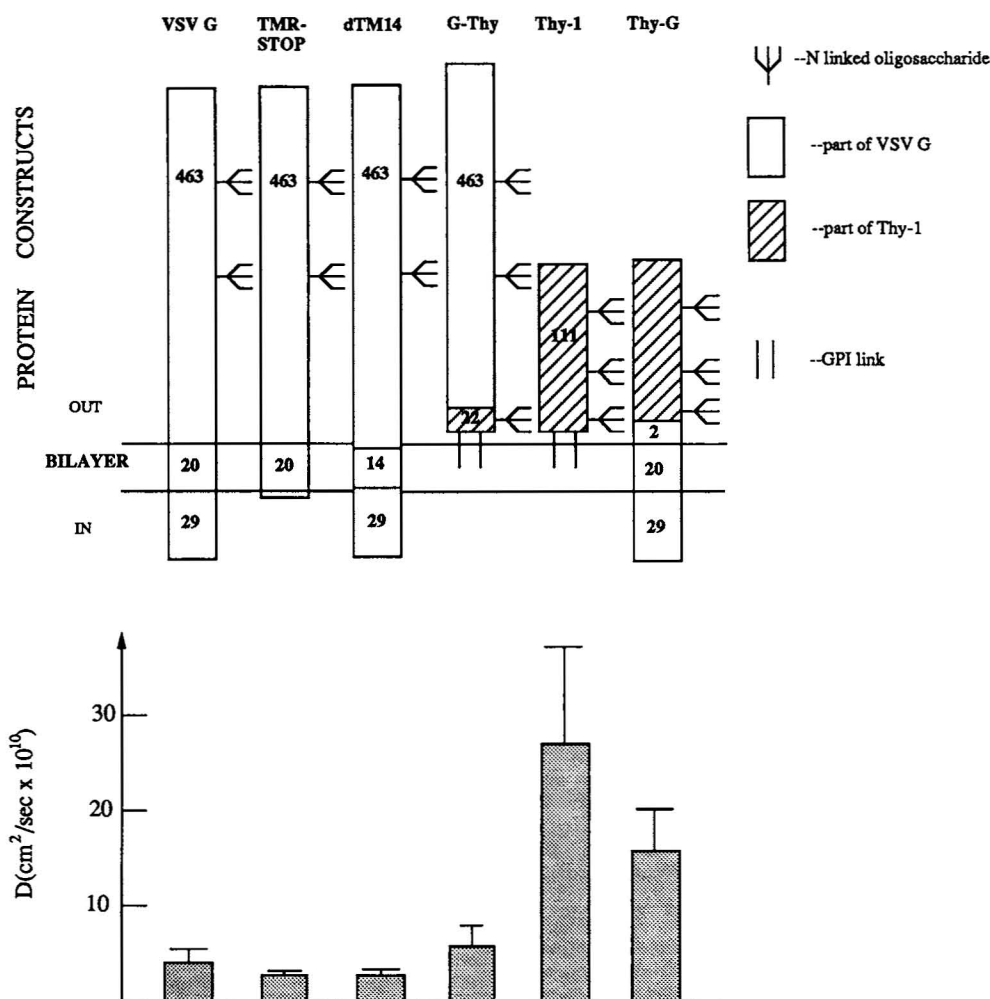 VSV G TMR-STOP dTM14 G-Thy Thy-1 Thy-G
--N linked oligosaccharide
--part of VSV G
--part of Thy-1
--GPI link
PROTEIN CONSTRUCTS
463 463 463 463
111
22
OUT
2
BILAYER
20 20 14 20
IN
29 29 29
D(cm²/sec x 10¹⁰)
30
20
10